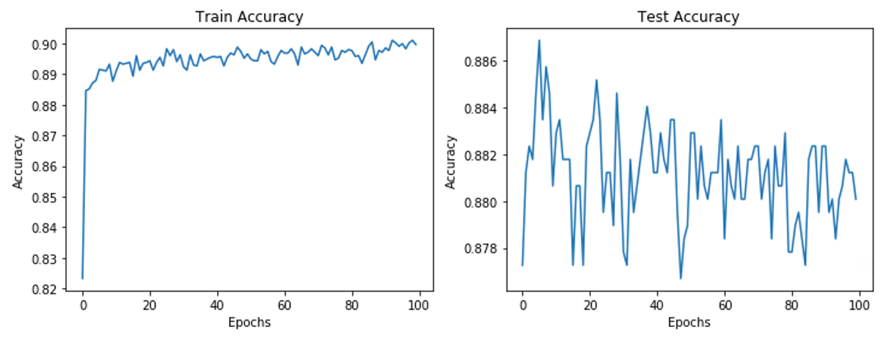 Train Accuracy
Accuracy
0.90
0.89
0.88
0.87
0.86
0.85
0.84
0.83
0.82
0 20 40 60 80 100
Epochs
Test Accuracy
Accuracy
0.886
0.884
0.882
0.880
0.878
0 20 40 60 80 100
Epochs